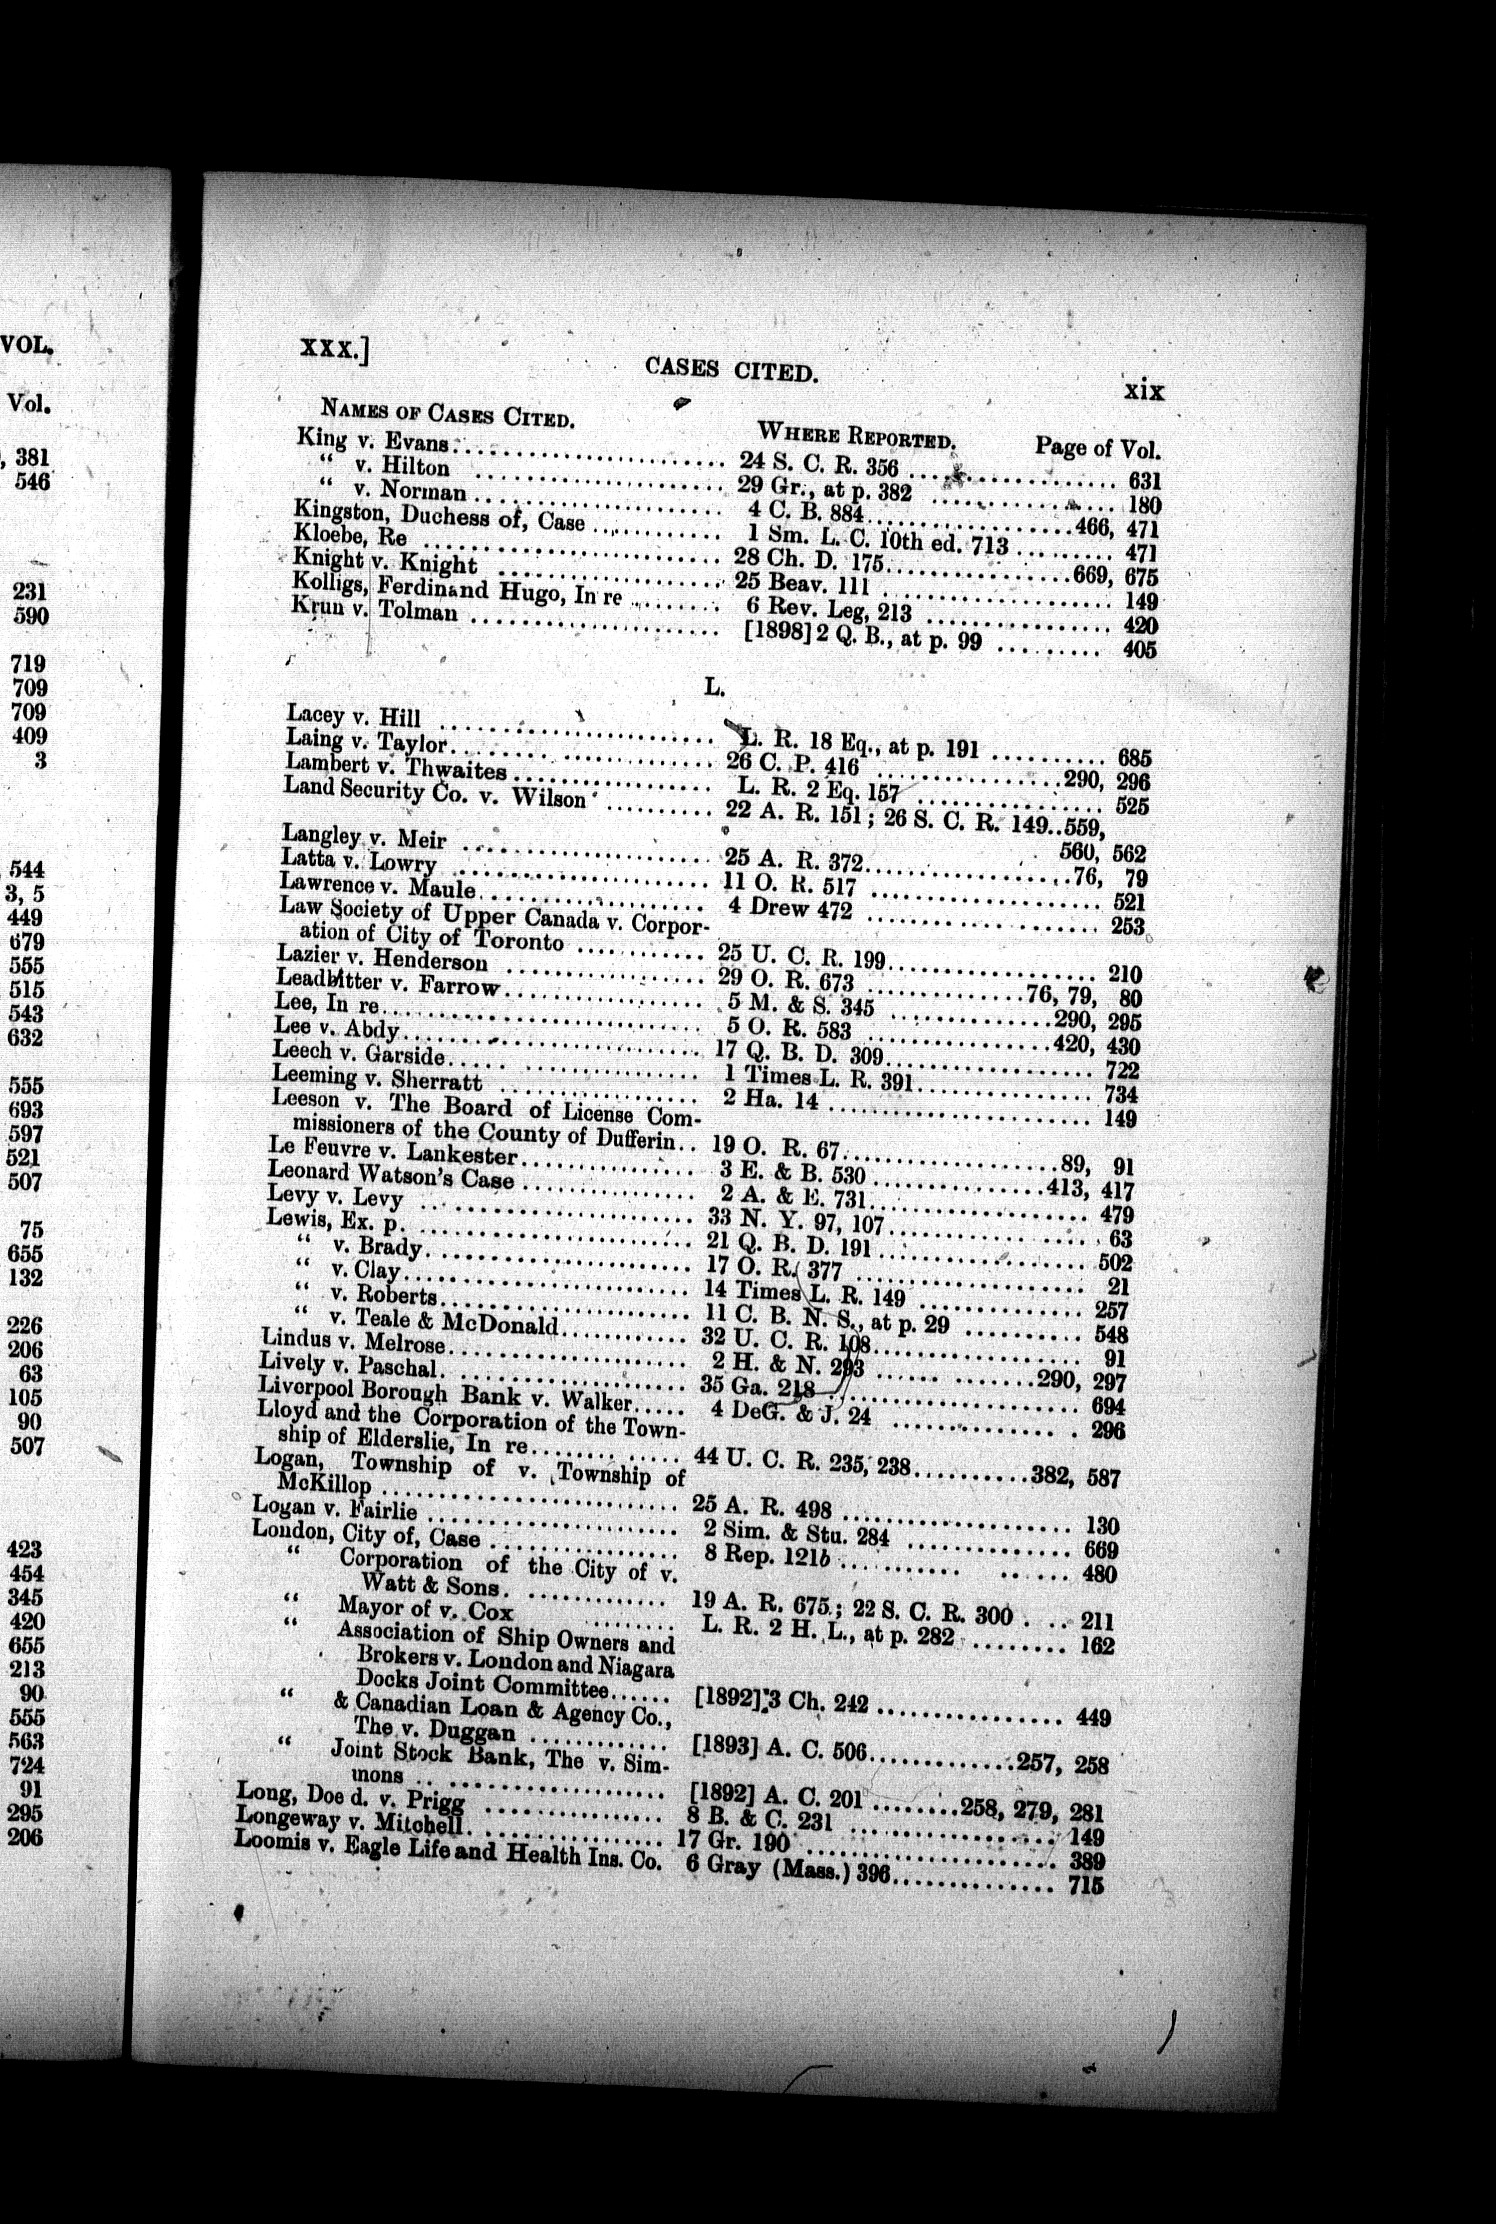 VOL.
Vol.
, 381
546
231
590
719
709
709
409
3
544
3, 5
449
679
555
515
543
632
555
693
597
521
507
75
655
132
226
206
63
105
90
507
423
454
345
420
655
213
90
555
563
724
91
295
206
XXX.] CASES CITED. xix
NAMES OF CASES CITED. WHERE REPORTED. Page of Vol.
King v. Evans........................ 24 S. C. R. 356 .................. 631
“ v. Hilton ........................ 29 Gr., at p. 382 ................ 180
“ v. Norman ........................ 4 C. B. 884....................466, 471
Kingston, Duchess of, Case ............ 1 Sm. L. C. 10th ed. 713 ......... 471
Kloebe, Re ........................ 28 Ch. D. 175.................669, 675
Knight v. Knight .................... 25 Beav. 111 .................... 149
Kolligs, Ferdinand Hugo, In re ......... 6 Rev. Leg, 213 ................. 420
Krun v. Tolman ..................... [1898] 2 Q. B., at p. 99 ......... 405
L.
Lacey v. Hill ........................ L. R. 18 Eq., at p. 191 ........... 685
Laing v. Taylor........................ 26 C. P. 416 ..................290, 296
Lambert v. Thwaites ................... L. R. 2 Eq. 157 .................. 525
Land Security Co. v. Wilson .......... 22 A. R. 151 ; 26 S. C. R. 149..559,
560, 562
Langley v. Meir ..................... 25 A. R. 372....................76, 79
Latta v. Lowry ...................... 11 O. R. 517 .................... 521
Lawrence v. Maule.................... 4 Drew 472 ..................... 253
Law Society of Upper Canada v. Corpor-
ation of City of Toronto ............ 25 U. C. R. 199.................. 210
Lazier v. Henderson .................. 29 O. R. 673 ...............76, 79, 80
Leadbitter v. Farrow.................. 5 M. & S. 345 ................290, 295
Lee, In re............................ 5 O. R. 583 ..................420, 430
Lee v. Abdy.......................... 17 Q. B. D. 309.................. 722
Leech v. Garside..................... 1 Times L. R. 391................ 734
Leeming v. Sherratt .................. 2 Ha. 14 ........................ 149
Leeson v. The Board of License Com-
missioners of the County of Dufferin.. 19 O. R. 67.....................89, 91
Le Feuvre v. Lankester................ 3 E. & B. 530 .................413, 417
Leonard Watson's Case ................ 2 A. & E. 731.................... 479
Levy v. Levy ........................ 33 N. Y. 97, 107.................. 63
Lewis, Ex. p. ........................ 21 Q. B. D. 191.................. 502
“ v. Brady........................ 17 O. R. 377 .................... 21
“ v. Clay.......................... 14 Times L. R. 149 .............. 257
“ v. Roberts....................... 11 C. B. N. S., at p. 29 .......... 548
“ v. Teale & McDonald............. 32 U. C. R. 108.................. 91
Lindus v. Melrose..................... 2 H. & N. 293 ................290, 297
Lively v. Paschal..................... 35 Ga. 218 ...................... 694
Liverpool Borough Bank v. Walker..... 4 DeG. & J. 24 .................. 296
Lloyd and the Corporation of the Town-
ship of Elderslie, In re.............. 44 U. C. R. 235, 238..........382, 587
Logan, Township of v. Township of
McKillop .......................... 25 A. R. 498 .................... 130
Logan v. Fairlie ...................... 2 Sim. & Stu. 284 ............... 669
London, City of, Case ................. 8 Rep. 121b .................... 480
“ Corporation of the City of v.
Watt & Sons. ............. 19 A. R. 675 ; 22 S. C. R. 300 .... 211
“ Mayor of v. Cox ......... L. R. 2 H. L., at p. 282 ......... 162
“ Association of Ship Owners and
Brokers v. London and Niagara
Docks Joint Committee...... [1892] 3 Ch. 242 ................ 449
“ & Canadian Loan & Agency Co.,
The v. Duggan ............. [1893] A. C. 506.............257, 258
“ Joint Stock Bank, The v. Sim-
mons ..................... [1892] A. C. 201 .........258, 279, 281
Long, Doe d. v. Prigg ................. 8 B. & C. 231 .................. 149
Longeway v. Mitchell.................. 17 Gr. 190 ...................... 389
Loomis v. Eagle Life and Health Ins. Co. 6 Gray (Mass.) 396............... 715